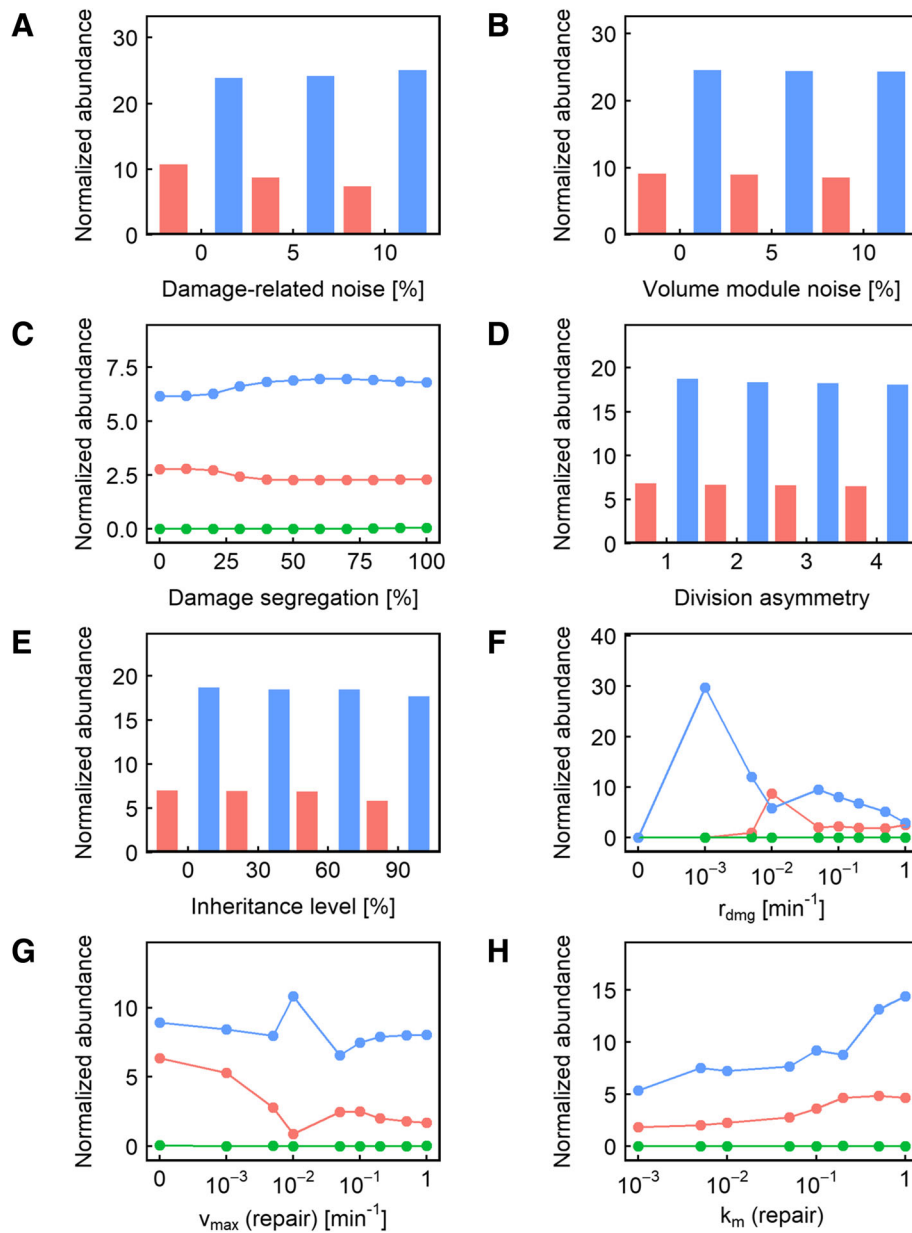 A
Normalized abundance
30
20
10
0
0 5 10
Damage-related noise [%]
B
Normalized abundance
30
20
10
0
0 5 10
Volume module noise [%]
C
Normalized abundance
7.5
5.0
2.5
0.0
0 25 50 75 100
Damage segregation [%]
D
Normalized abundance
20
15
10
5
0
1 2 3 4
Division asymmetry
E
Normalized abundance
20
15
10
5
0
0 30 60 90
Inheritance level [%]
F
Normalized abundance
40
30
20
10
0
0 10⁻³ 10⁻² 10⁻¹ 1
r_dmg [min⁻¹]
G
Normalized abundance
10
5
0
0 10⁻³ 10⁻² 10⁻¹ 1
v_max (repair) [min⁻¹]
H
Normalized abundance
15
10
5
0
10⁻³ 10⁻² 10⁻¹ 1
k_m (repair)